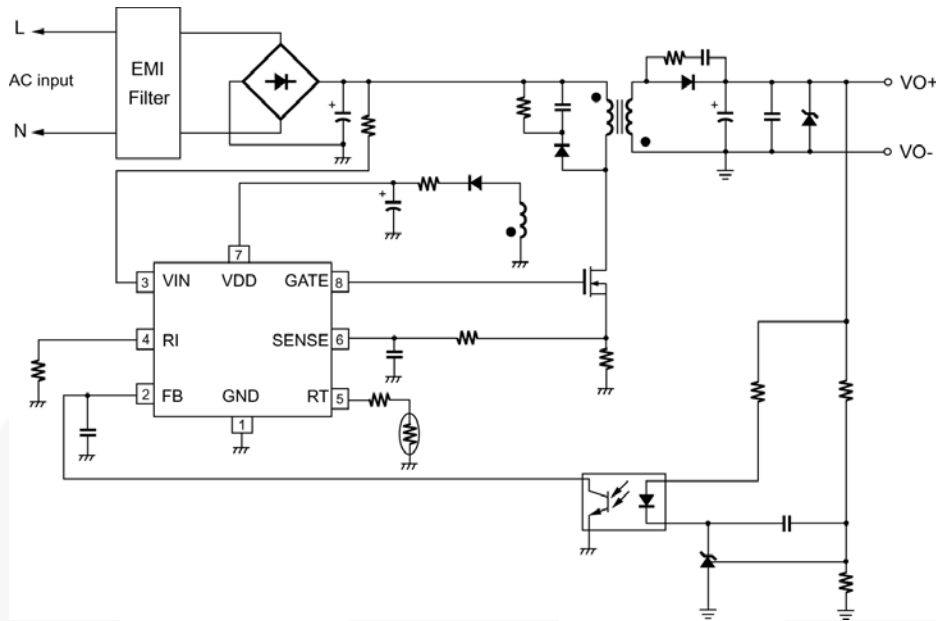 L
AC input
N
EMI
Filter
VO+
VO-
+
+
+
7
3 VIN VDD GATE 8
4 RI SENSE 6
2 FB GND RT 5
1